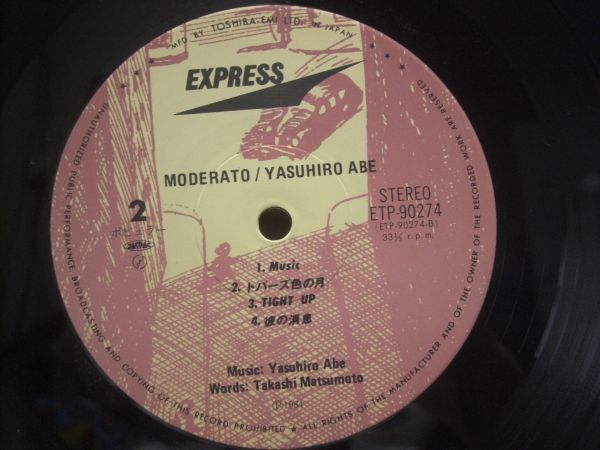 MFD BY TOSHIBA-EMI LTD. IN JAPAN
EXPRESS
MODERATO / YASUHIRO ABE
2
ポピュラー
STEREO
ETP-90274
(ETP-90274-B)
33⅓ r.p.m.
1. Music
2. トパーズ色の月
3. TIGHT UP
4. 彼の消息
Music: Yasuhiro Abe
Words: Takashi Matsumoto
Ⓟ1984
UNAUTHORIZED PUBLIC PERFORMANCE, BROADCASTING AND COPYING OF THIS RECORD PROHIBITED ★ ALL RIGHTS OF THE MANUFACTURER AND OF THE OWNER OF THE RECORDED WORK ARE RESERVED